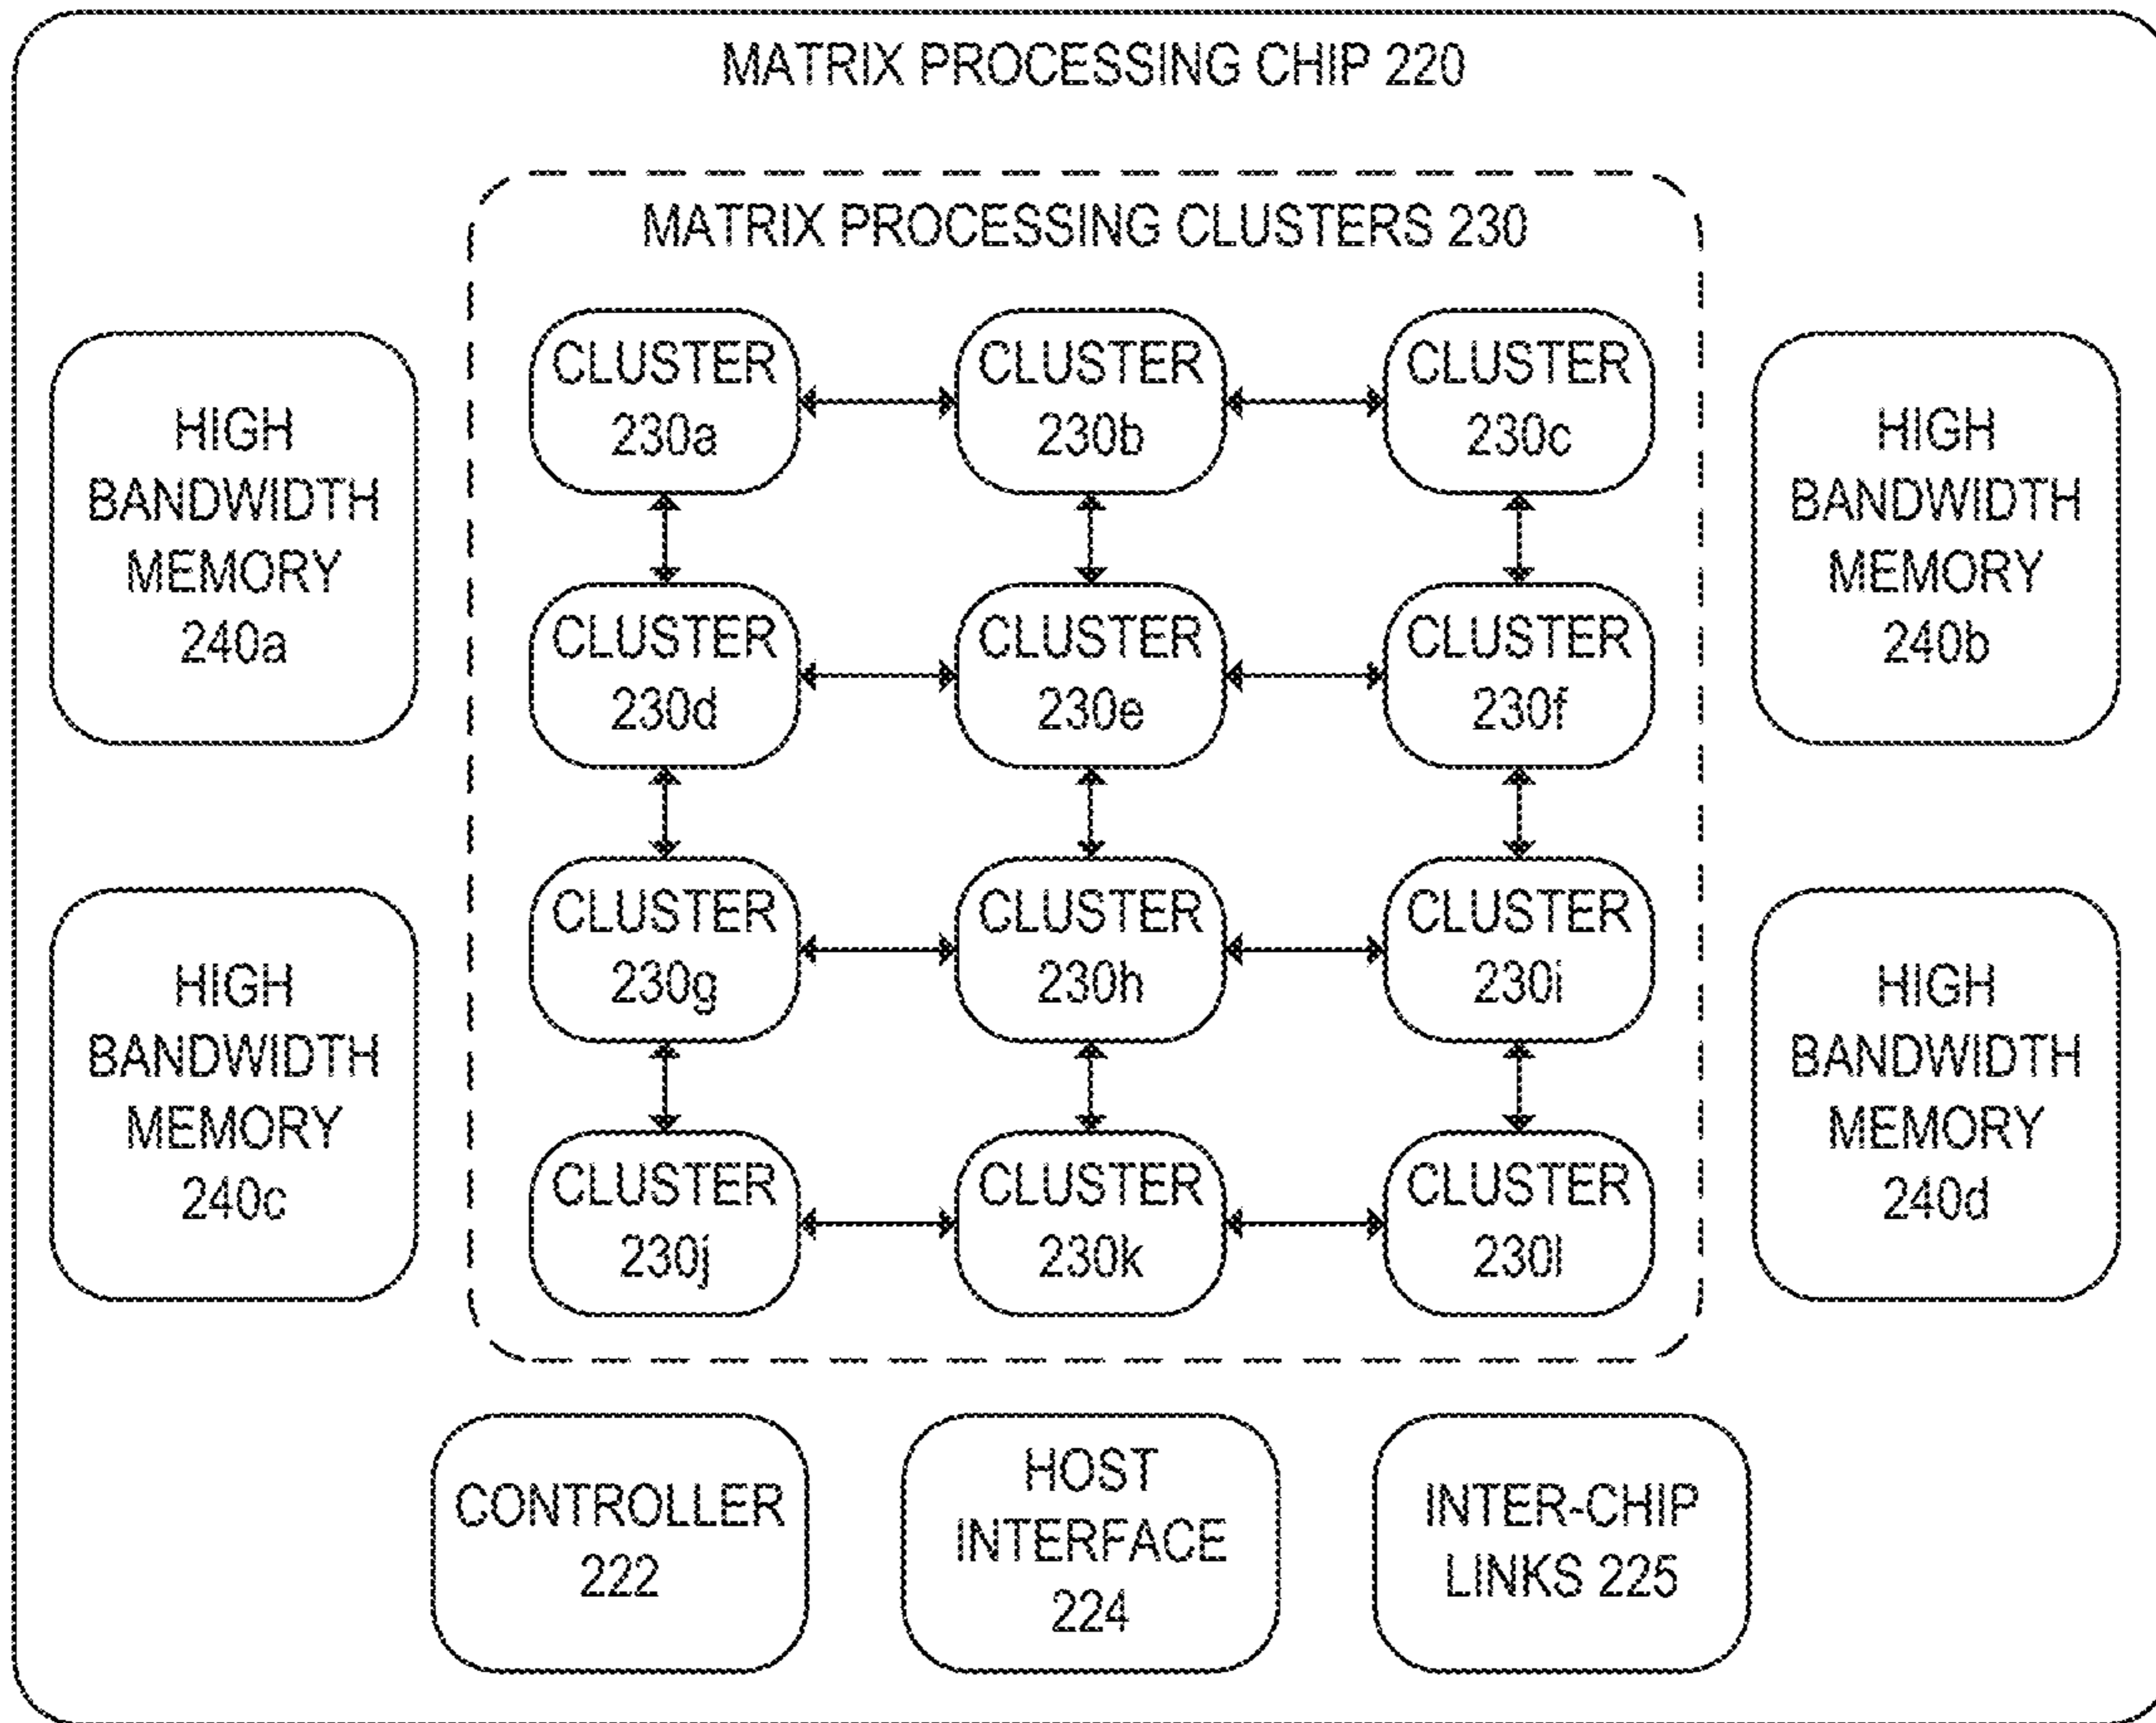 MATRIX PROCESSING CHIP 220
MATRIX PROCESSING CLUSTERS 230
HIGH
BANDWIDTH
MEMORY
240a
CLUSTER
230a
CLUSTER
230b
CLUSTER
230c
HIGH
BANDWIDTH
MEMORY
240b
CLUSTER
230d
CLUSTER
230e
CLUSTER
230f
HIGH
BANDWIDTH
MEMORY
240c
CLUSTER
230g
CLUSTER
230h
CLUSTER
230i
HIGH
BANDWIDTH
MEMORY
240d
CLUSTER
230j
CLUSTER
230k
CLUSTER
230l
CONTROLLER
222
HOST
INTERFACE
224
INTER-CHIP
LINKS 225